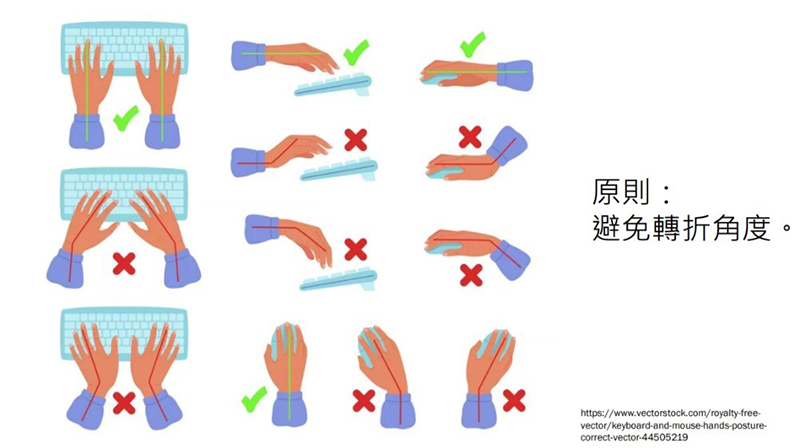 原則：
避免轉折角度。
https://www.vectorstock.com/royalty-free-
vector/keyboard-and-mouse-hands-posture-
correct-vector-44505219